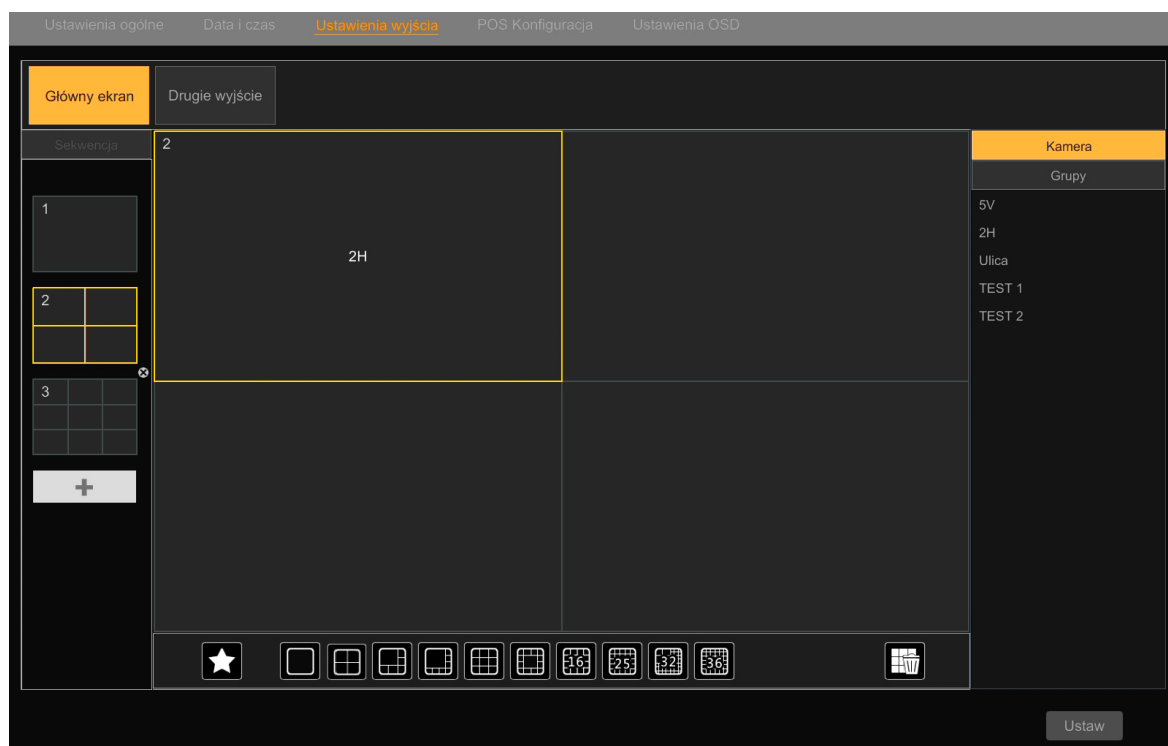 Ustawienia ogólne Data i czas Ustawienia wyjścia POS Konfiguracja Ustawienia OSD
Główny ekran Drugie wyjście
Sekwencja
1
2
3
2
2H
Kamera
Grupy
5V
2H
Ulica
TEST 1
TEST 2
16 25 32 36
Ustaw